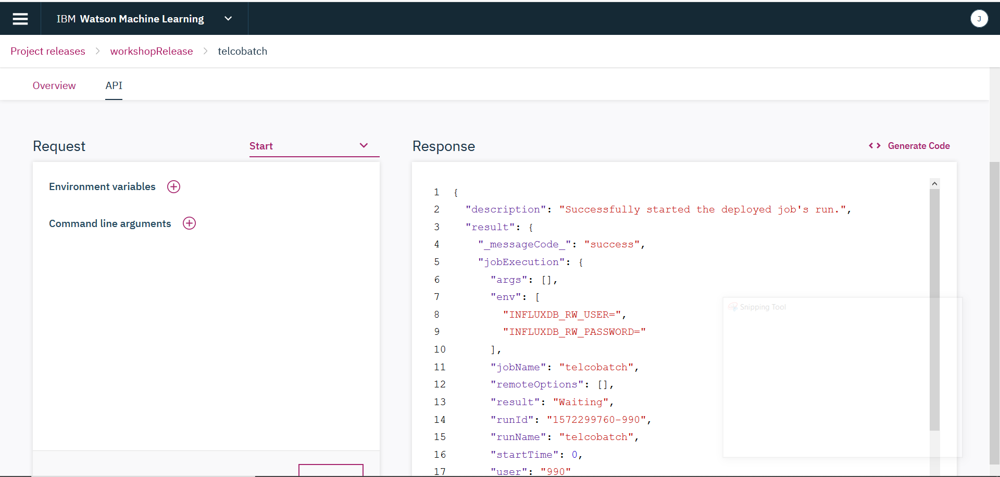 IBM Watson Machine Learning
J
Project releases > workshopRelease > telcobatch
Overview API
Request
Start
Environment variables
Command line arguments
Response
Generate Code
1 {
2 "description": "Successfully started the deployed job's run.",
3 "result": {
4 "_messageCode_": "success",
5 "jobExecution": {
6 "args": [],
7 "env": [
8 "INFLUXDB_RW_USER=",
9 "INFLUXDB_RW_PASSWORD="
10 ],
11 "jobName": "telcobatch",
12 "remoteOptions": [],
13 "result": "Waiting",
14 "runId": "1572299760-990",
15 "runName": "telcobatch",
16 "startTime": 0,
17 "user": "990"
Snipping Tool